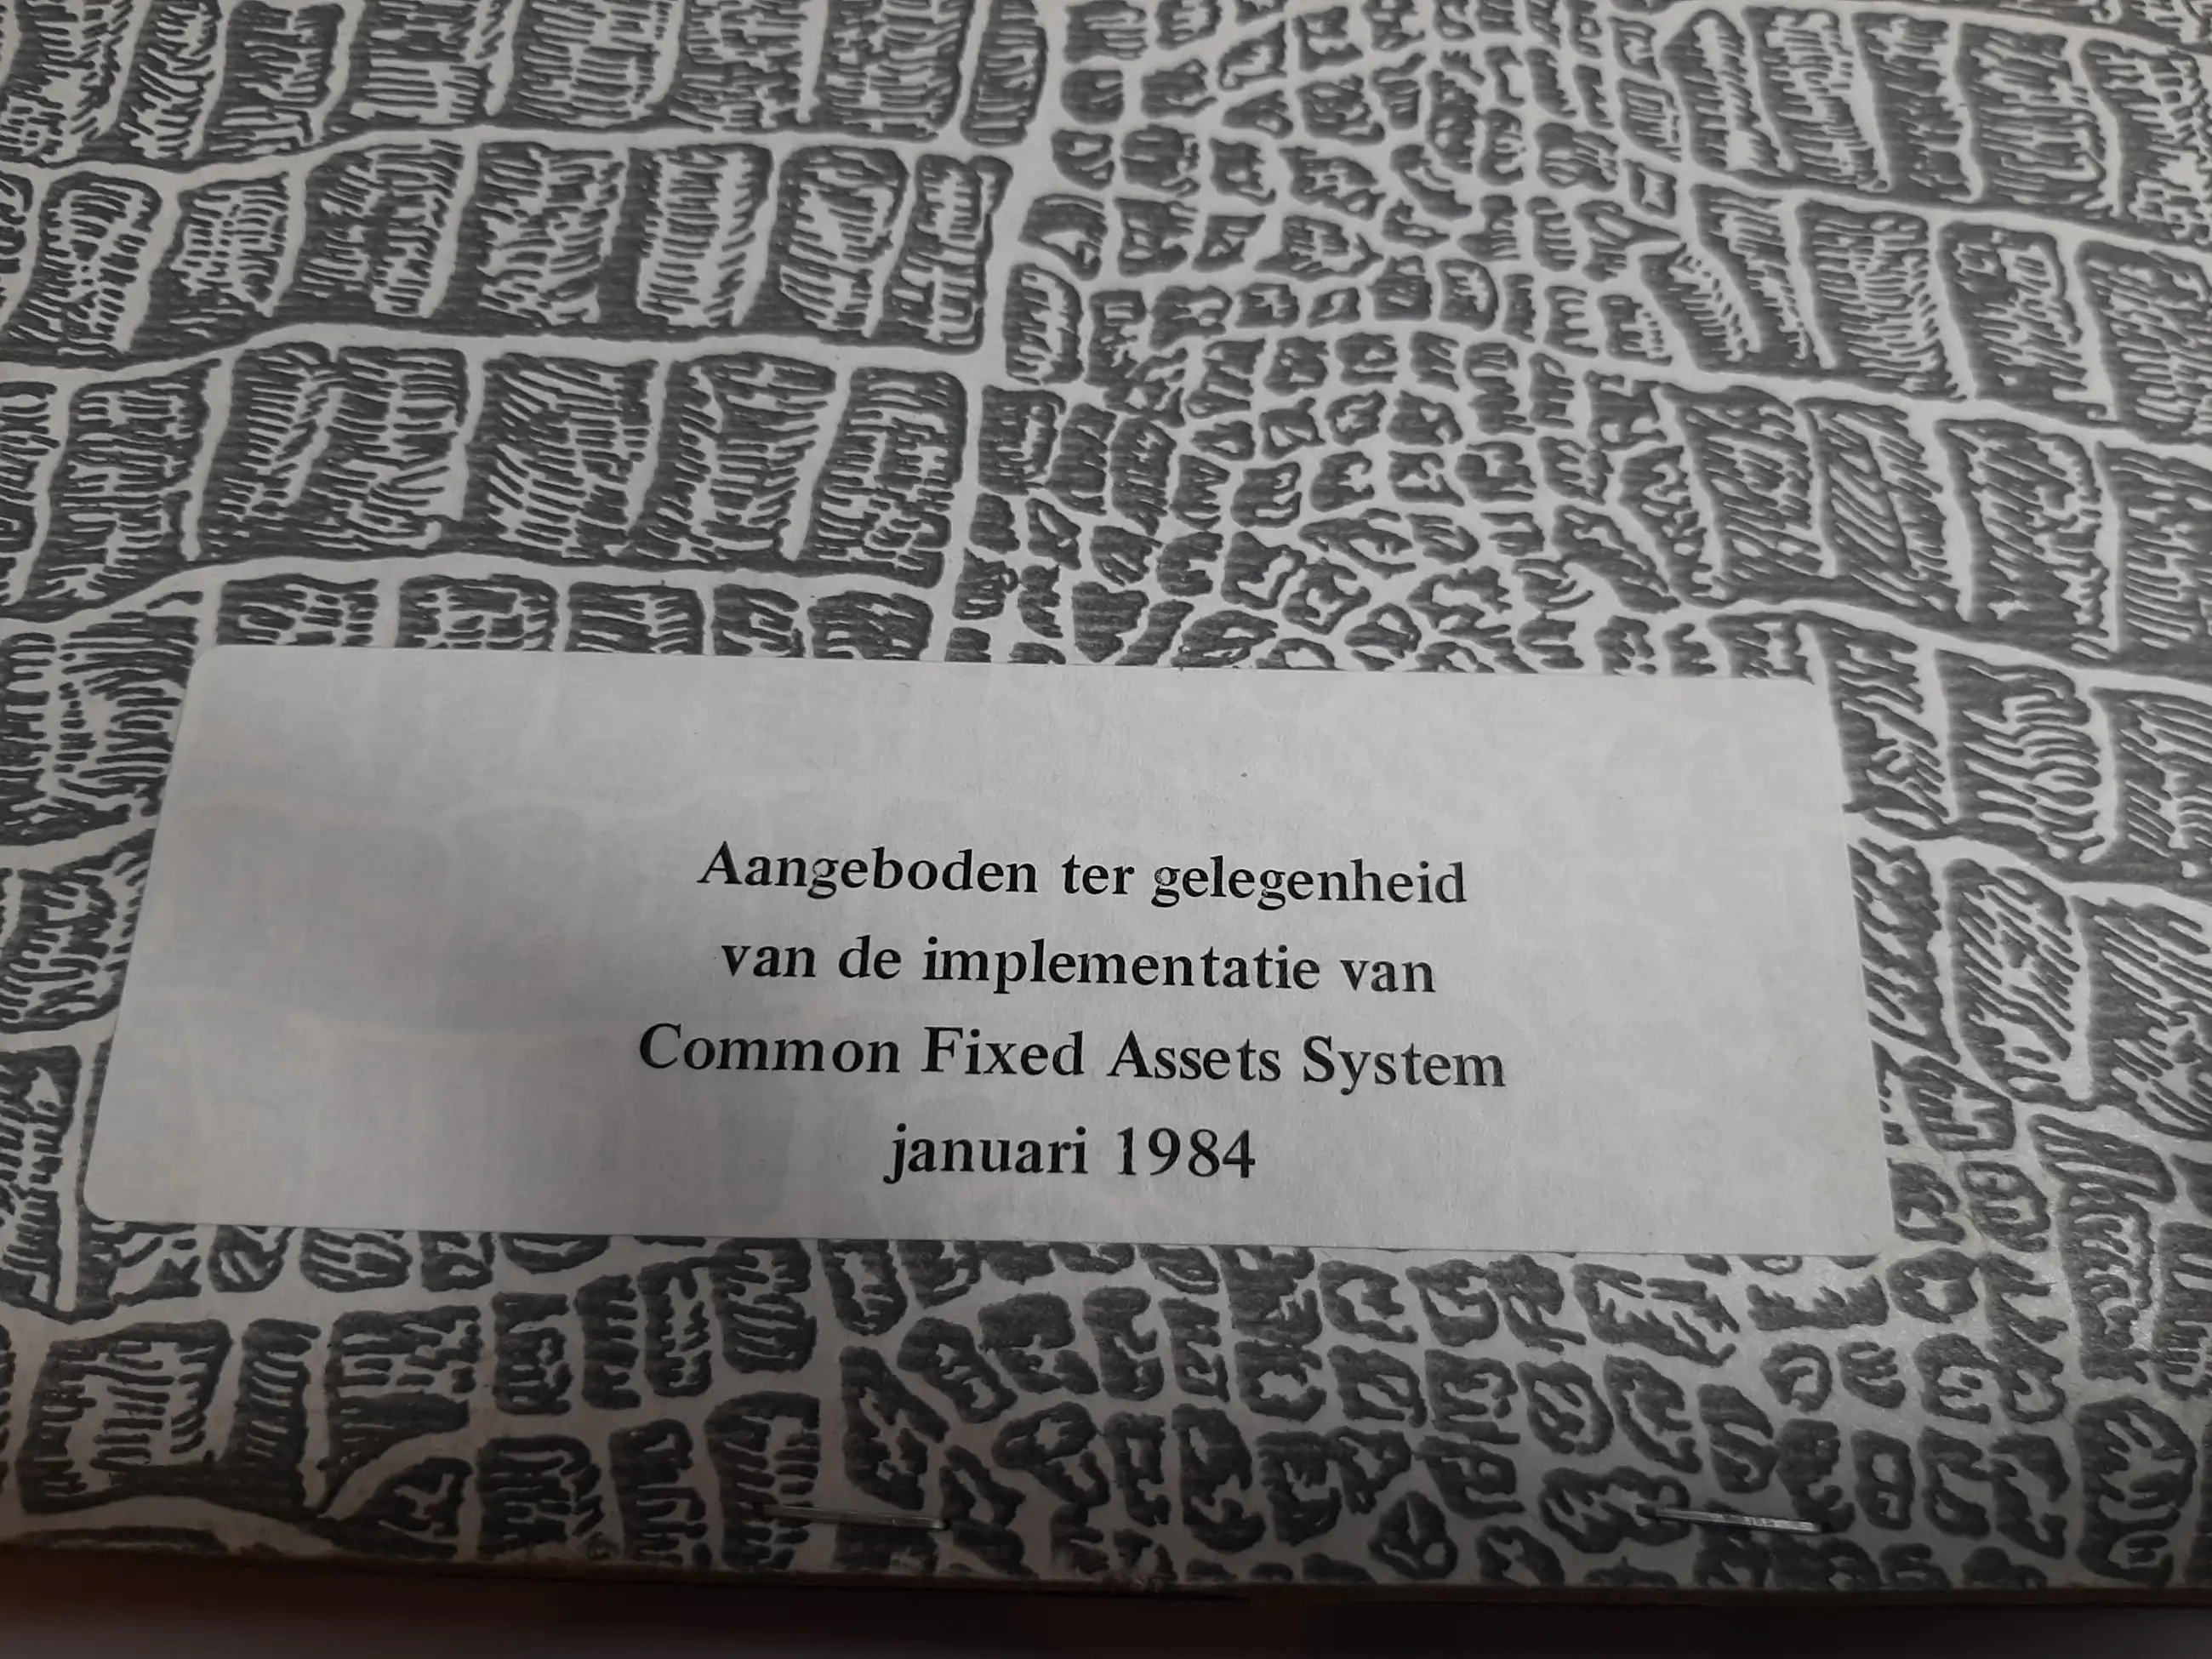 Aangeboden ter gelegenheid
van de implementatie van
Common Fixed Assets System
januari 1984